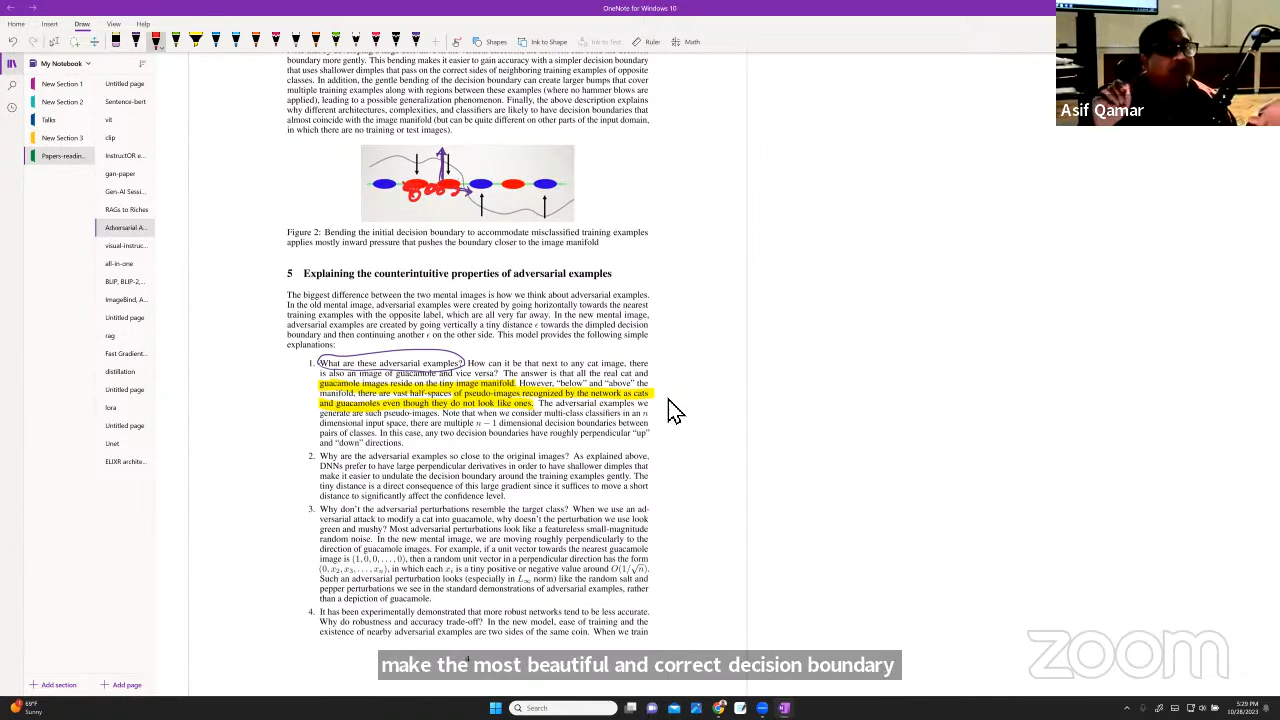 OneNote for Windows 10
Home Insert Draw View Help
Shapes Ink to Shape Ink to Text Ruler Math
My Notebook
New Section 1
New Section 2
Talks
New Section 3
Papers-readin...
Untitled page
Sentence-bert
vit
clip
InstructOR e...
gan-paper
Gen-AI Sessi...
RAGs to Riches
Adversarial A...
visual-instruc...
all-in-one
BLIP, BLIP-2,...
ImageBind, A...
Untitled page
rag
Fast Gradient...
distillation
Untitled page
lora
Untitled page
Unet
ELIXR archite...
Add section
Add page
boundary more gently. This bending makes it easier to gain accuracy with a simpler decision boundary
that uses shallower dimples that pass on the correct sides of neighboring training examples of opposite
classes. In addition, the gentle bending of the decision boundary can create larger bumps that cover
multiple training examples along with regions between these examples (where no hammer blows are
applied), leading to a possible generalization phenomenon. Finally, the above description explains
why different architectures, complexities, and classifiers are likely to have decision boundaries that
almost coincide with the image manifold (but can be quite different on other parts of the input domain,
in which there are no training or test images).
Figure 2: Bending the initial decision boundary to accommodate misclassified training examples
applies mostly inward pressure that pushes the boundary closer to the image manifold
5 Explaining the counterintuitive properties of adversarial examples
The biggest difference between the two mental images is how we think about adversarial examples.
In the old mental image, adversarial examples were created by going horizontally towards the nearest
training examples with the opposite label, which are all very far away. In the new mental image,
adversarial examples are created by going vertically a tiny distance ε towards the dimpled decision
boundary and then continuing another ε on the other side. This model provides the following simple
explanations:
1. What are these adversarial examples? How can it be that next to any cat image, there
is also an image of guacamole and vice versa? The answer is that all the real cat and
guacamole images reside on the tiny image manifold. However, “below” and “above” the
manifold, there are vast half-spaces of pseudo-images recognized by the network as cats
and guacamoles even though they do not look like ones. The adversarial examples we
generate are such pseudo-images. Note that when we consider multi-class classifiers in an n
dimensional input space, there are multiple n − 1 dimensional decision boundaries between
pairs of classes. In this case, any two decision boundaries have roughly perpendicular “up”
and “down” directions.
2. Why are the adversarial examples so close to the original images? As explained above,
DNNs prefer to have large perpendicular derivatives in order to have shallower dimples that
make it easier to undulate the decision boundary around the training examples gently. The
tiny distance is a direct consequence of this large gradient since it suffices to move a short
distance to significantly affect the confidence level.
3. Why don't the adversarial perturbations resemble the target class? When we use an ad-
versarial attack to modify a cat into guacamole, why doesn't the perturbation we use look
green and mushy? Most adversarial perturbations look like a featureless small-magnitude
random noise. In the new mental image, we are moving roughly perpendicularly to the
direction of guacamole images. For example, if a unit vector towards the nearest guacamole
image is (1, 0, 0, . . . , 0), then a random unit vector in a perpendicular direction has the form
(0, x₂, x₃, . . . , xₙ), in which each xᵢ is a tiny positive or negative value around O(1/√n).
Such an adversarial perturbation looks (especially in L∞ norm) like the random salt and
pepper perturbations we see in the standard demonstrations of adversarial examples, rather
than a depiction of guacamole.
4. It has been experimentally demonstrated that more robust networks tend to be less accurate.
Why do robustness and accuracy trade-off? In the new model, ease of training and the
existence of nearby adversarial examples are two sides of the same coin. When we train
make the most beautiful and correct decision boundary
Asif Qamar
zoom
69°F
Sunny
Search
5:29 PM
10/28/2023